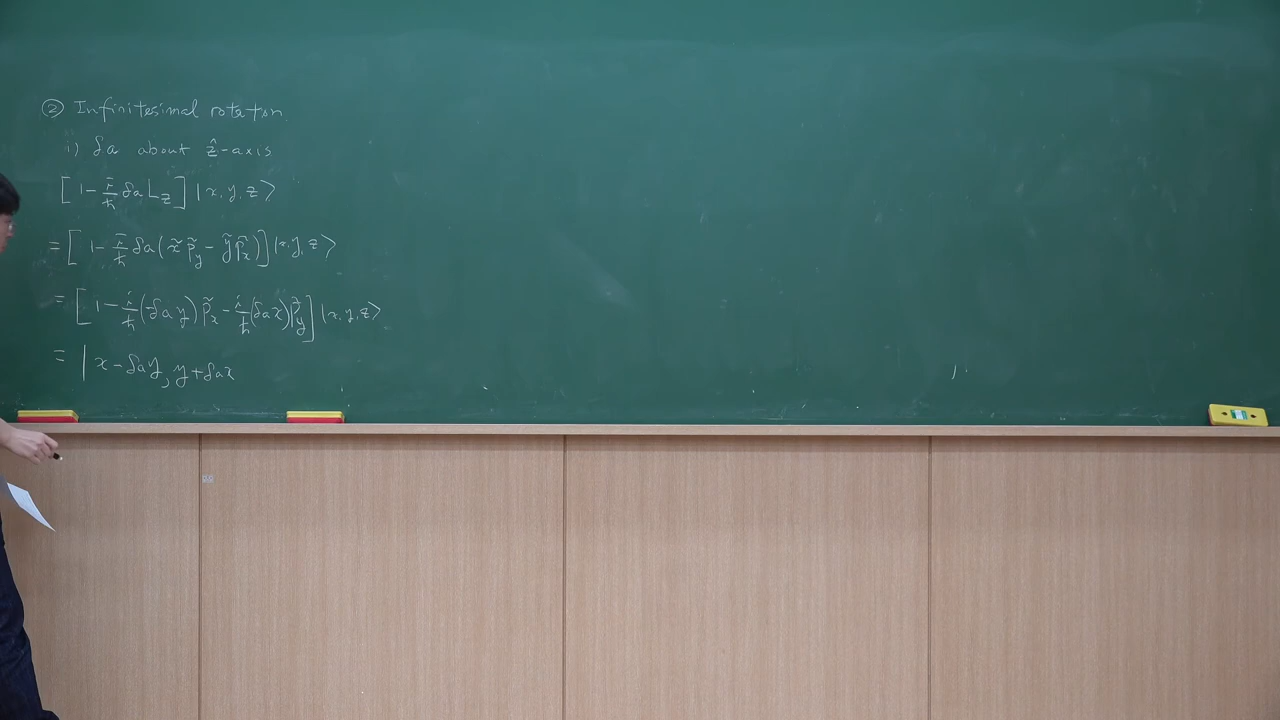 ② Infinitesimal rotation
i) δa about ẑ-axis
[1 - i/ħ δa L_z] |x, y, z⟩
= [1 - i/ħ δa (x̃ p̃_y - ỹ p̃_x)] |x, y, z⟩
= [1 - i/ħ (δa y) p̃_x - i/ħ (δa x) p̃_y] |x, y, z⟩
= |x - δa y, y + δa x